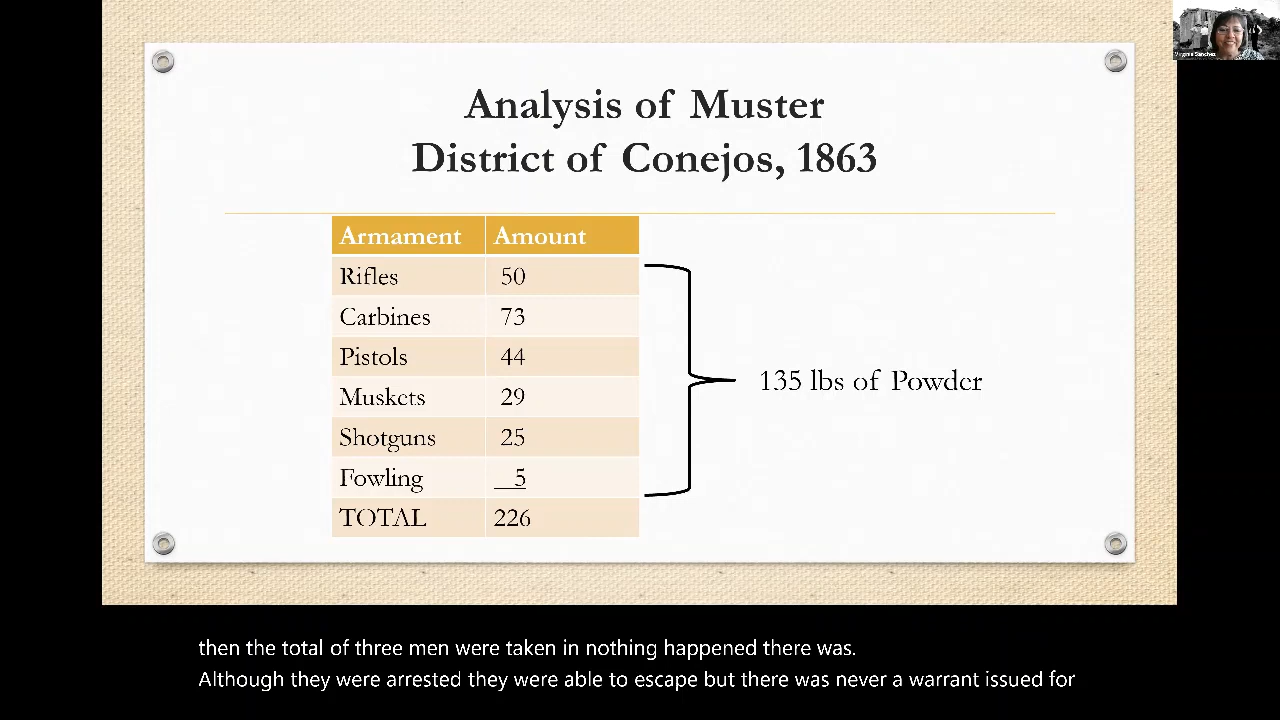 Virginia Sanchez
Analysis of Muster
District of Conejos, 1863
Armament Amount
Rifles 50
Carbines 73
Pistols 44
Muskets 29
Shotguns 25
Fowling 5
TOTAL 226
135 lbs of Powder
then the total of three men were taken in nothing happened there was.
Although they were arrested they were able to escape but there was never a warrant issued for